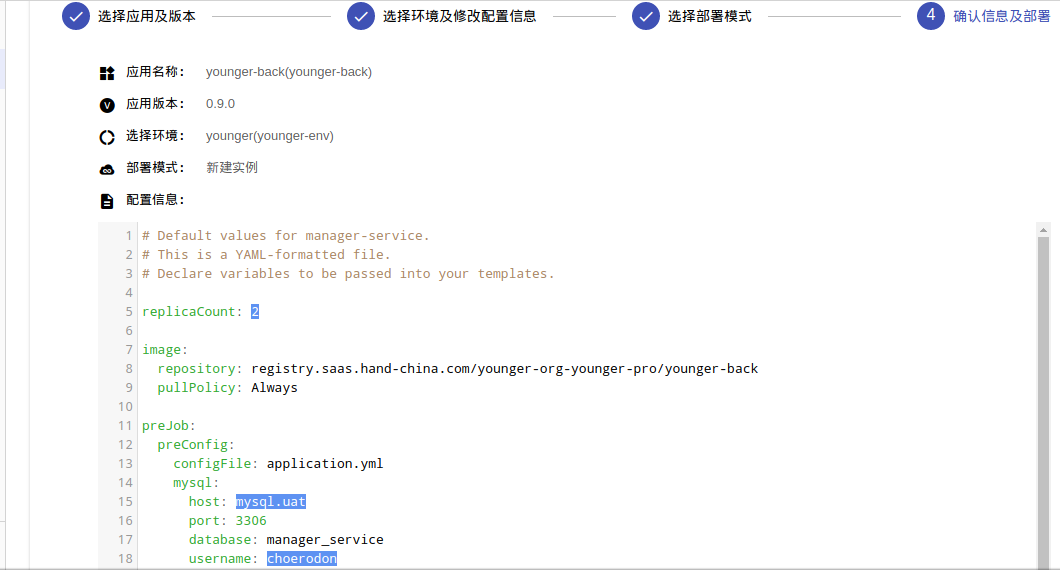 选择应用及版本 选择环境及修改配置信息 选择部署模式 4 确认信息及部署
应用名称: younger-back(younger-back)
V 应用版本: 0.9.0
选择环境: younger(younger-env)
部署模式: 新建实例
配置信息:
1 # Default values for manager-service.
2 # This is a YAML-formatted file.
3 # Declare variables to be passed into your templates.
4
5 replicaCount: 2
6
7 image:
8 repository: registry.saas.hand-china.com/younger-org-younger-pro/younger-back
9 pullPolicy: Always
10
11 preJob:
12 preConfig:
13 configFile: application.yml
14 mysql:
15 host: mysql.uat
16 port: 3306
17 database: manager_service
18 username: choerodon